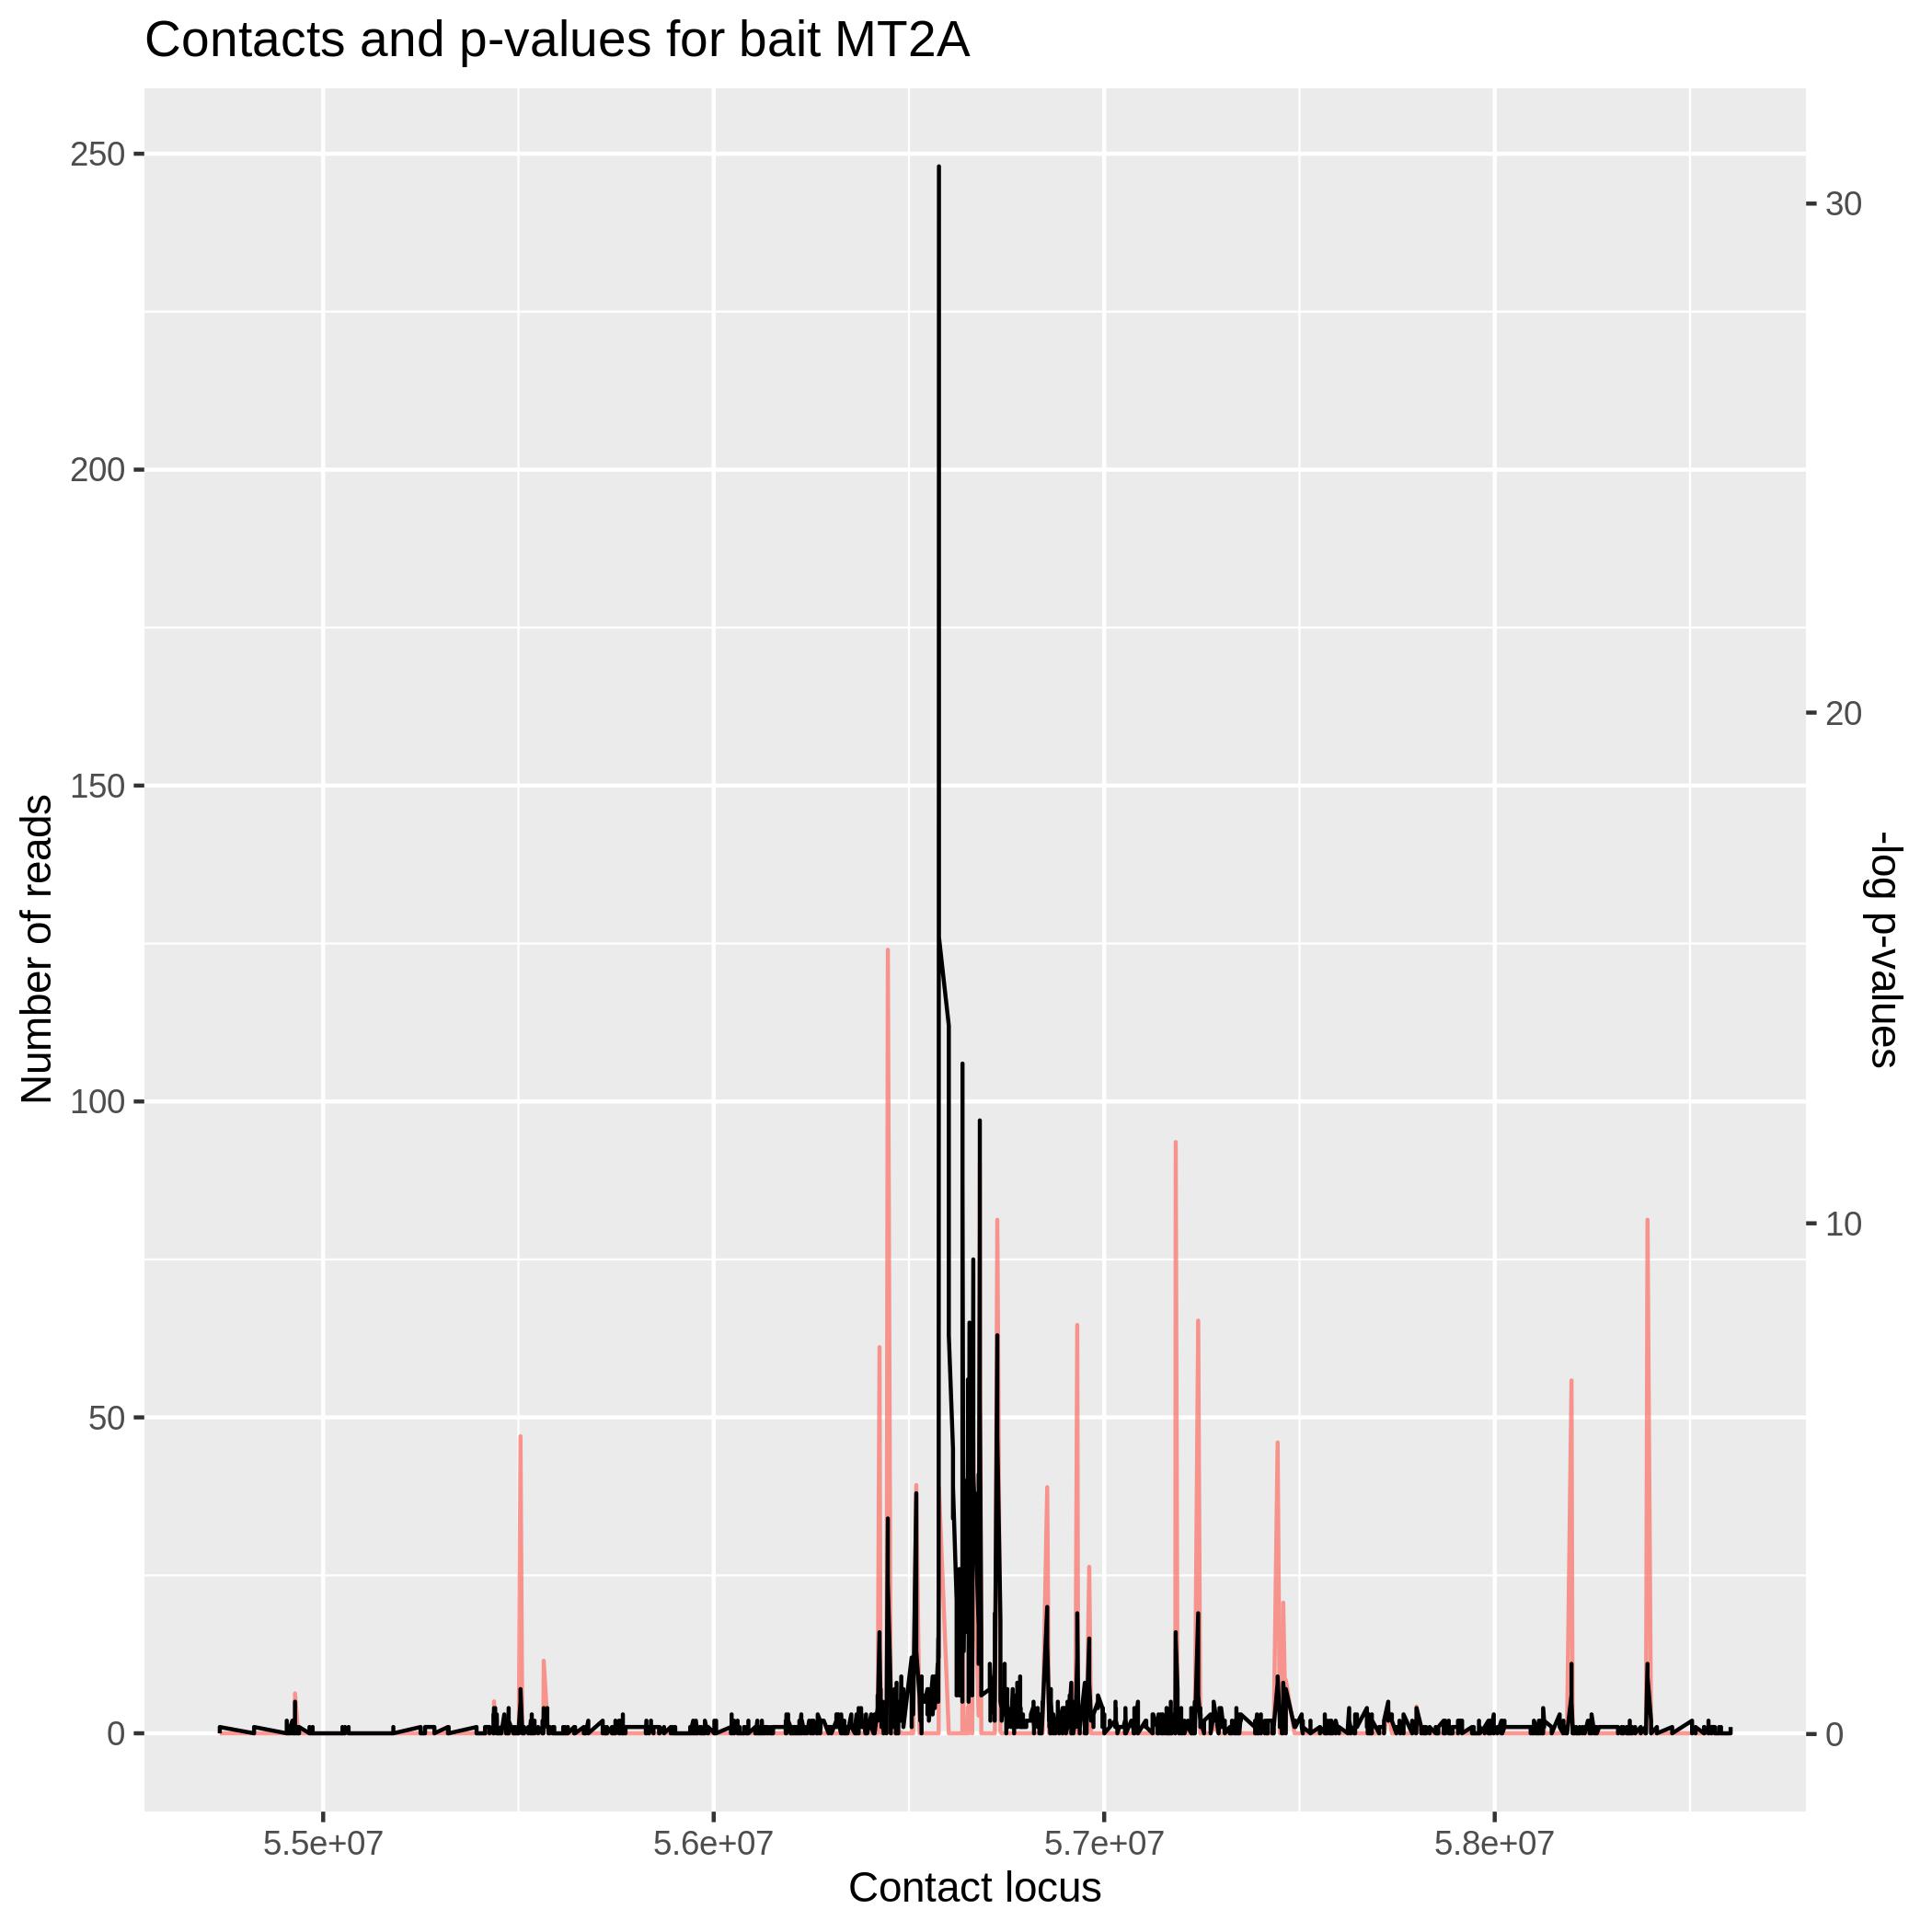 Contacts and p-values for bait MT2A
250
200
150
100
50
0
Number of reads
30
20
10
0
-log p-values
5.5e+07
5.6e+07
5.7e+07
5.8e+07
Contact locus